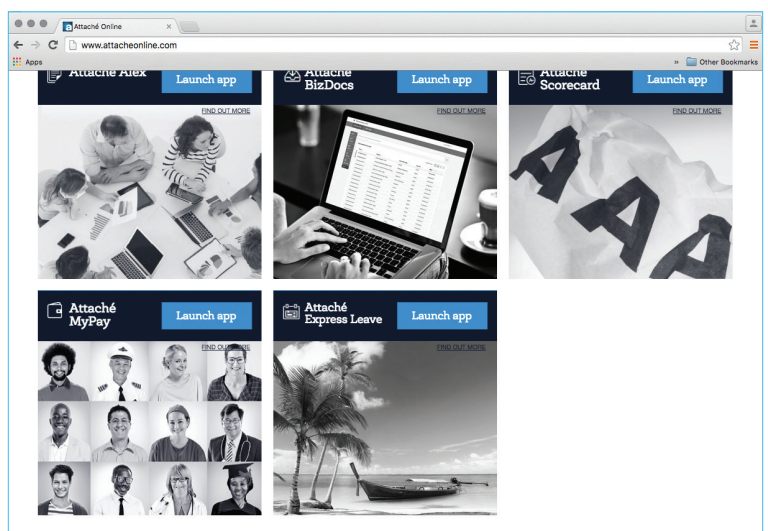 Attaché Online
www.attacheonline.com
Apps
» Other Bookmarks
Attaché Alex
Launch app
FIND OUT MORE
Attaché
BizDocs
Launch app
FIND OUT MORE
Attaché
Scorecard
Launch app
FIND OUT MORE
A A A
Attaché
MyPay
Launch app
FIND OUT MORE
Attaché
Express Leave
Launch app
FIND OUT MORE